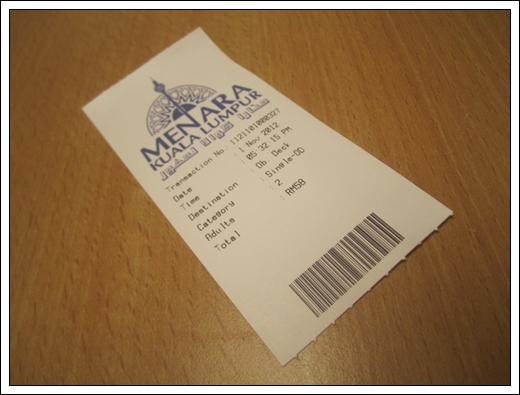 MENARA
KUALA LUMPUR
Transaction No. : 1121101000327
Date : 1 Nov 2012
Time : 05:32:15 PM
Destination : Ob Deck
Category : Single-OD
Adults : 2
Total : RM58